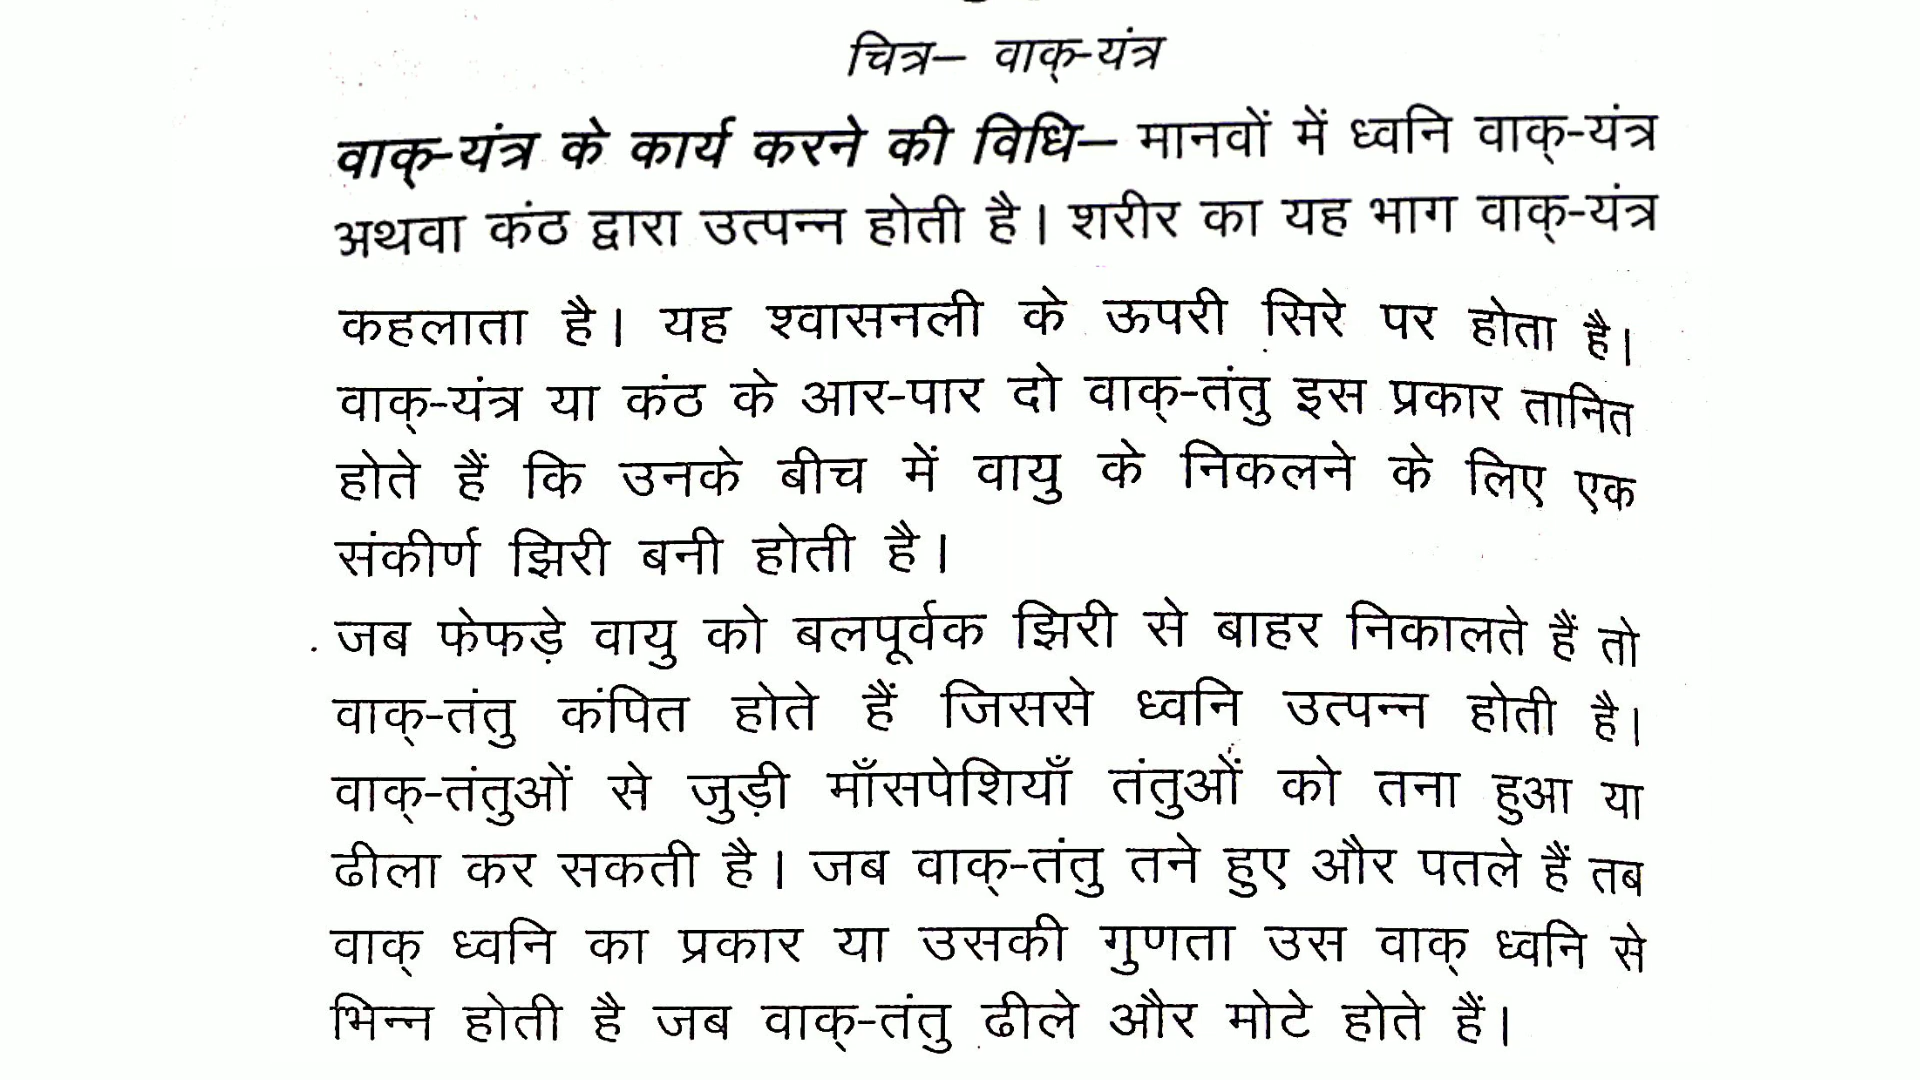 चित्र– वाक्-यंत्र
वाक्-यंत्र के कार्य करने की विधि– मानवों में ध्वनि वाक्-यंत्र
अथवा कंठ द्वारा उत्पन्न होती है। शरीर का यह भाग वाक्-यंत्र
कहलाता है। यह श्वासनली के ऊपरी सिरे पर होता है।
वाक्-यंत्र या कंठ के आर-पार दो वाक्-तंतु इस प्रकार तानित
होते हैं कि उनके बीच में वायु के निकलने के लिए एक
संकीर्ण झिरी बनी होती है।
जब फेफड़े वायु को बलपूर्वक झिरी से बाहर निकालते हैं तो
वाक्-तंतु कंपित होते हैं जिससे ध्वनि उत्पन्न होती है।
वाक्-तंतुओं से जुड़ी माँसपेशियाँ तंतुओं को तना हुआ या
ढीला कर सकती है। जब वाक्-तंतु तने हुए और पतले हैं तब
वाक् ध्वनि का प्रकार या उसकी गुणता उस वाक् ध्वनि से
भिन्न होती है जब वाक्-तंतु ढीले और मोटे होते हैं।